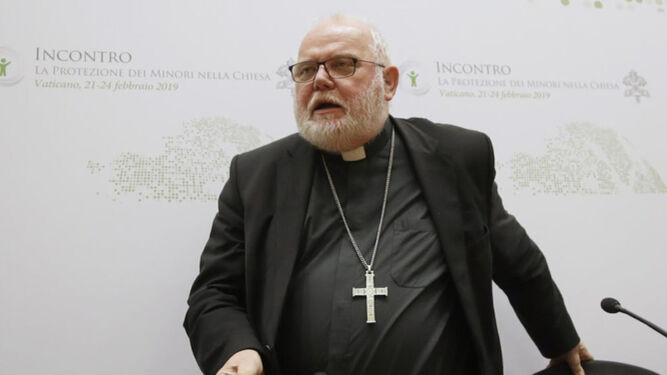 INCONTRO
LA PROTEZIONE DEI MINORI NELLA CHIESA
Vaticano, 21-24 febbraio 2019
INCONTRO
LA PROTEZIONE DEI MINORI NELLA CHIESA
Vaticano, 21-24 febbraio 2019